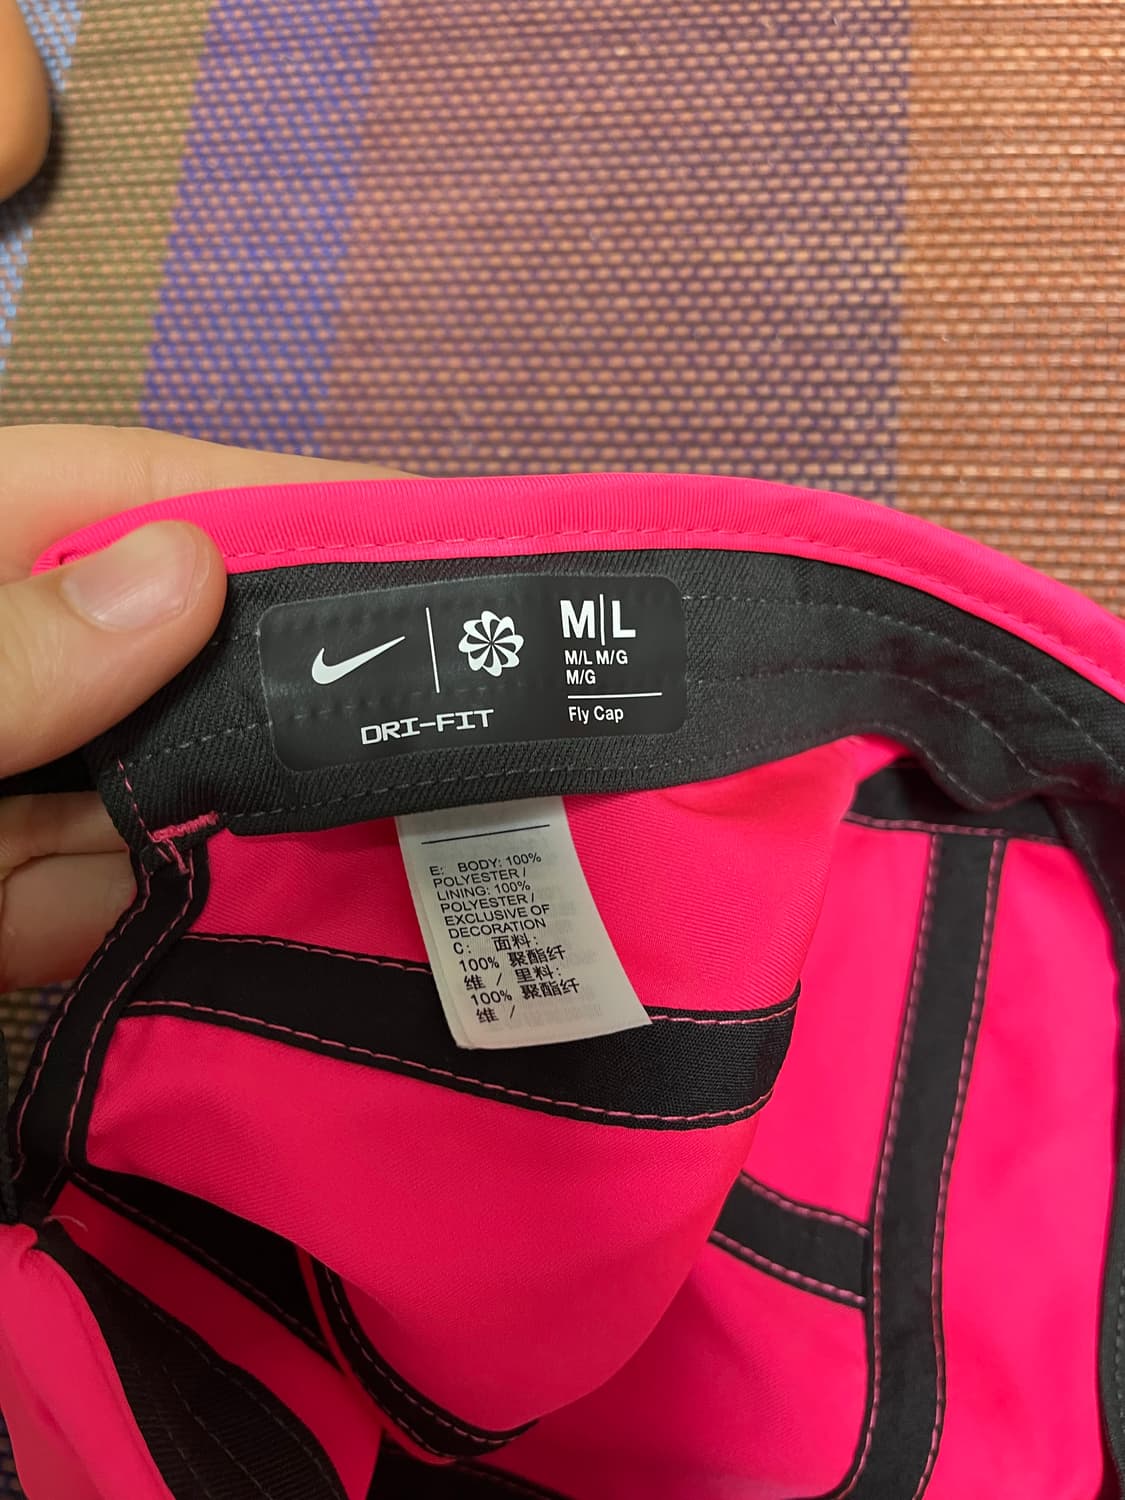 M|L
M/L M/G
M/G
DRI-FIT
Fly Cap
E: BODY: 100%
POLYESTER /
LINING: 100%
POLYESTER /
EXCLUSIVE OF
DECORATION
C: 面料:
100% 聚酯纤
维 / 里料:
100% 聚酯纤
维 /